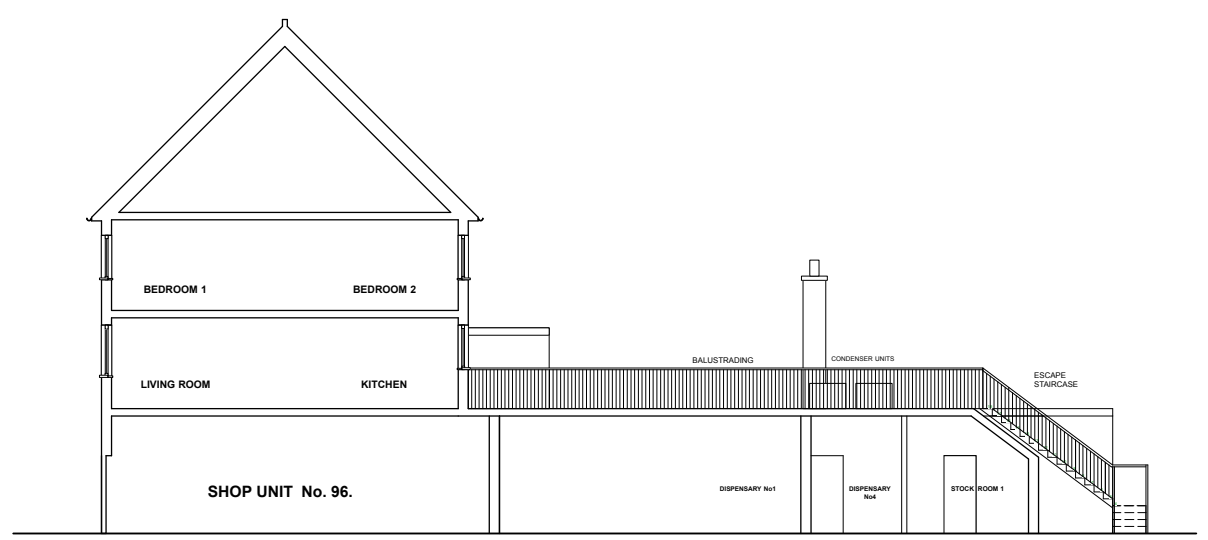 BEDROOM 1
BEDROOM 2
BALUSTRADING
CONDENSER UNITS
ESCAPE
STAIRCASE
LIVING ROOM
KITCHEN
SHOP UNIT No. 96.
DISPENSARY No1
DISPENSARY
No4
STOCK ROOM 1